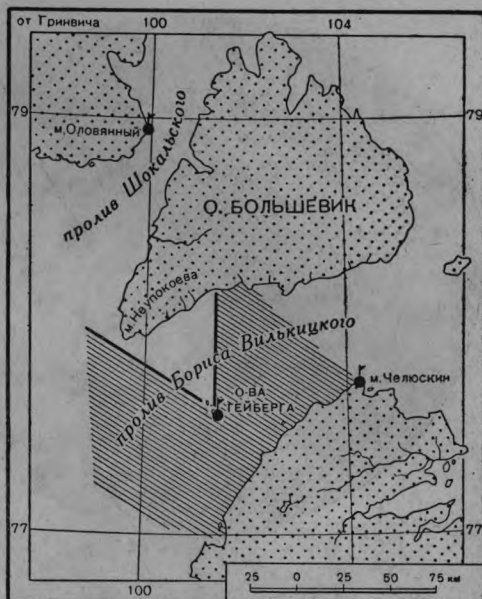 от Гринвича
100
104
79
79
м.Оловянный
пролив Шокальского
О. БОЛЬШЕВИК
м.Неупокоева
пролив Бориса Вилькицкого
м.Челюскин
О-ВА
ГЕЙБЕРГА
77
77
100
25 0 25 50 75 км